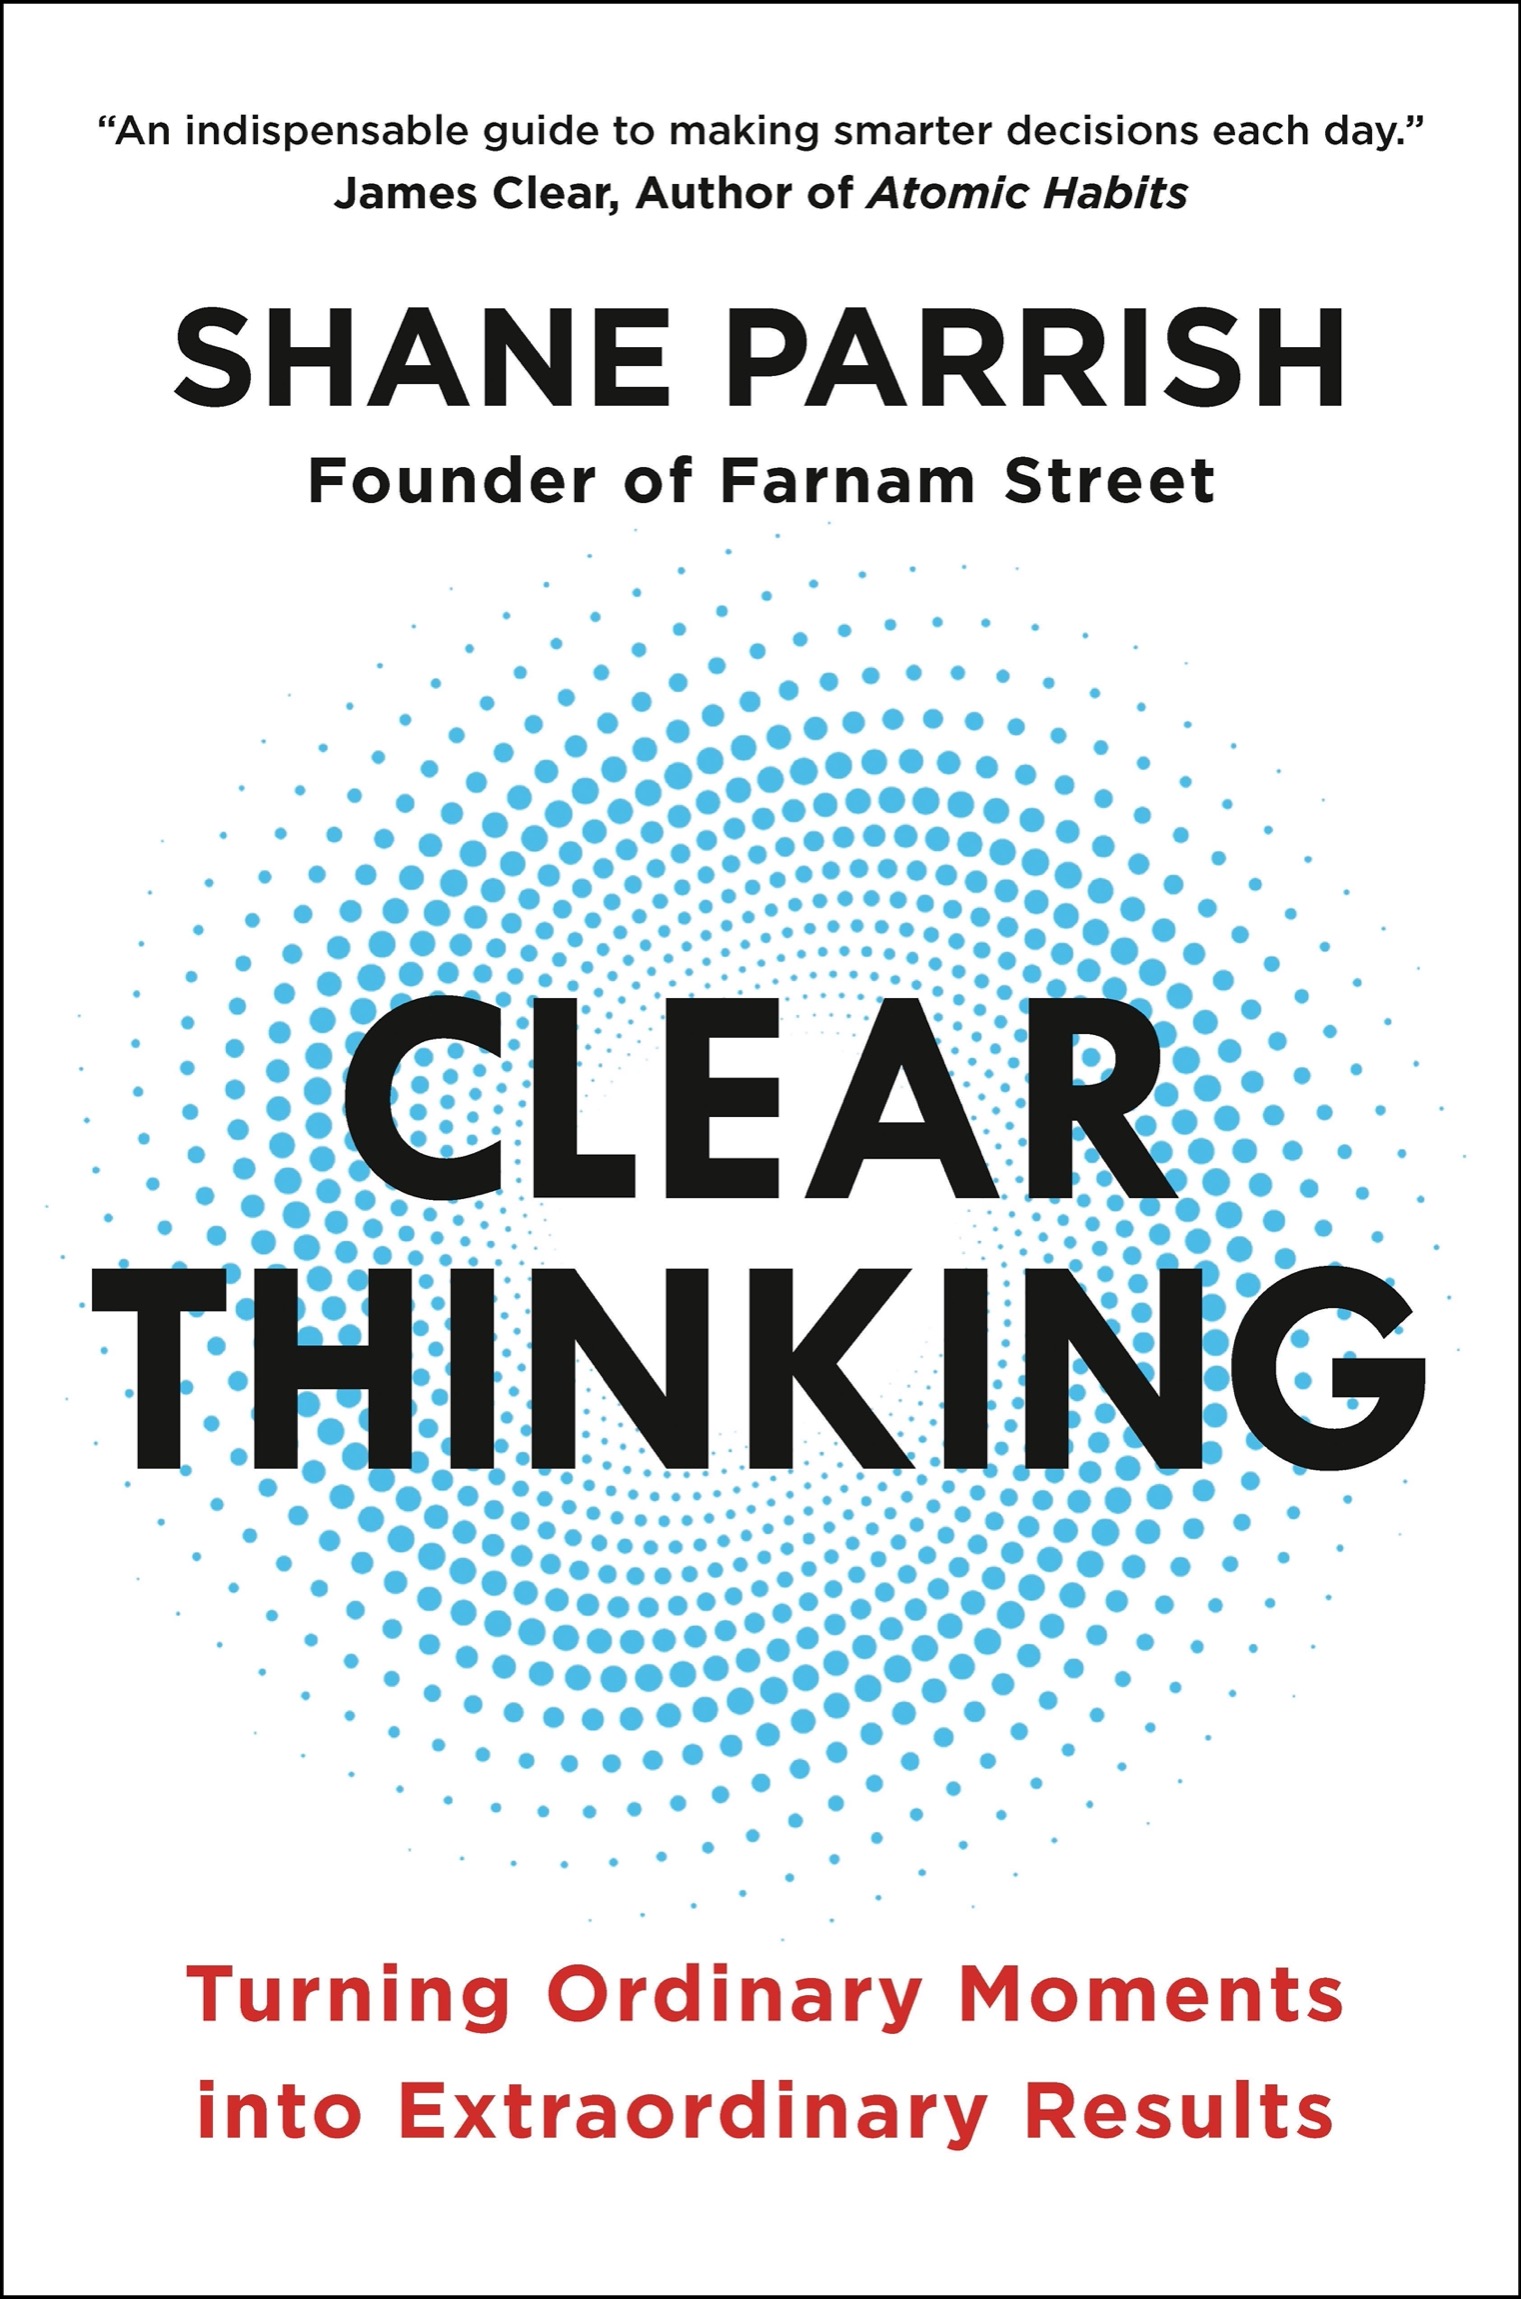 “An indispensable guide to making smarter decisions each day.”
James Clear, Author of Atomic Habits
SHANE PARRISH
Founder of Farnam Street
CLEAR
THINKING
Turning Ordinary Moments
into Extraordinary Results